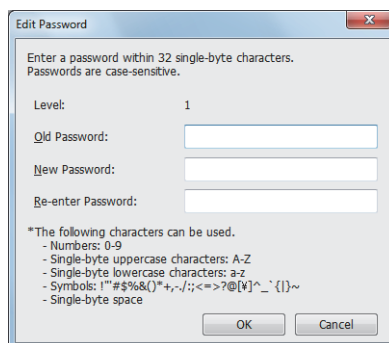 Edit Password
Enter a password within 32 single-byte characters.
Passwords are case-sensitive.
Level: 1
Old Password:
New Password:
Re-enter Password:
*The following characters can be used.
- Numbers: 0-9
- Single-byte uppercase characters: A-Z
- Single-byte lowercase characters: a-z
- Symbols: !"'#$%&()*+,-./:;<=>?@[¥]^_`{|}~
- Single-byte space
OK Cancel